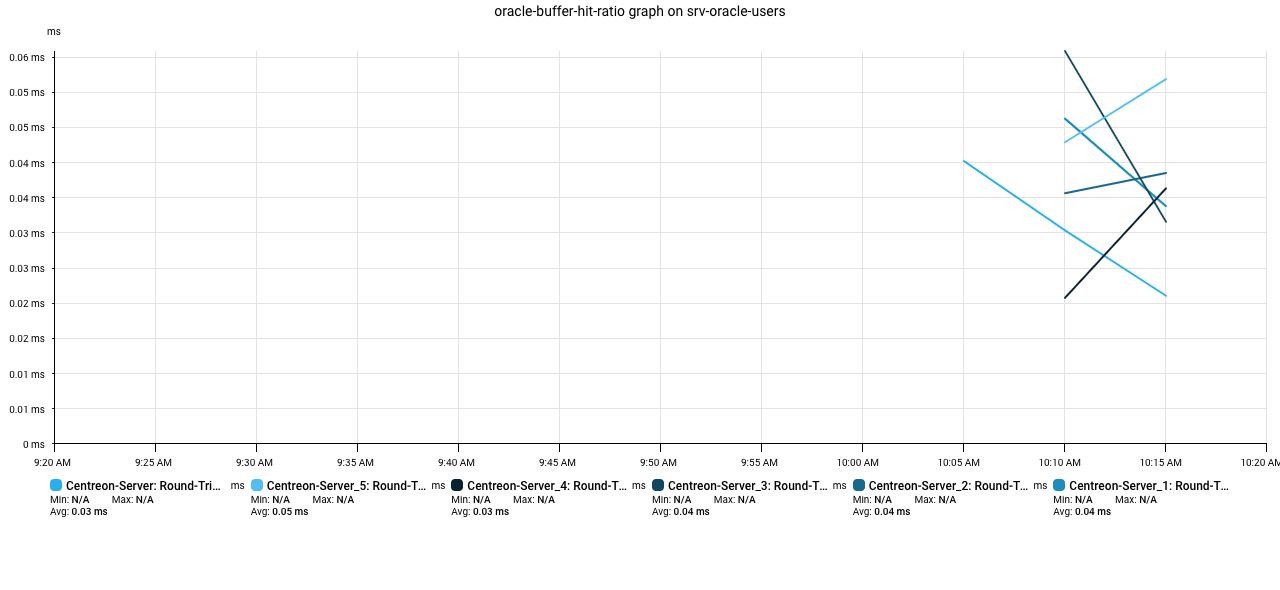 oracle-buffer-hit-ratio graph on srv-oracle-users
ms
0.06 ms
0.05 ms
0.05 ms
0.04 ms
0.04 ms
0.03 ms
0.03 ms
0.02 ms
0.02 ms
0.01 ms
0.01 ms
0 ms
9:20 AM 9:25 AM 9:30 AM 9:35 AM 9:40 AM 9:45 AM 9:50 AM 9:55 AM 10:00 AM 10:05 AM 10:10 AM 10:15 AM 10:20 AM
Centreon-Server: Round-Tri... ms Centreon-Server_5: Round-T... ms Centreon-Server_4: Round-T... ms Centreon-Server_3: Round-T... ms Centreon-Server_2: Round-T... ms Centreon-Server_1: Round-T...
Min: N/A Max: N/A Min: N/A Max: N/A Min: N/A Max: N/A Min: N/A Max: N/A Min: N/A Max: N/A Min: N/A Max: N/A
Avg: 0.03 ms Avg: 0.05 ms Avg: 0.03 ms Avg: 0.04 ms Avg: 0.04 ms Avg: 0.04 ms